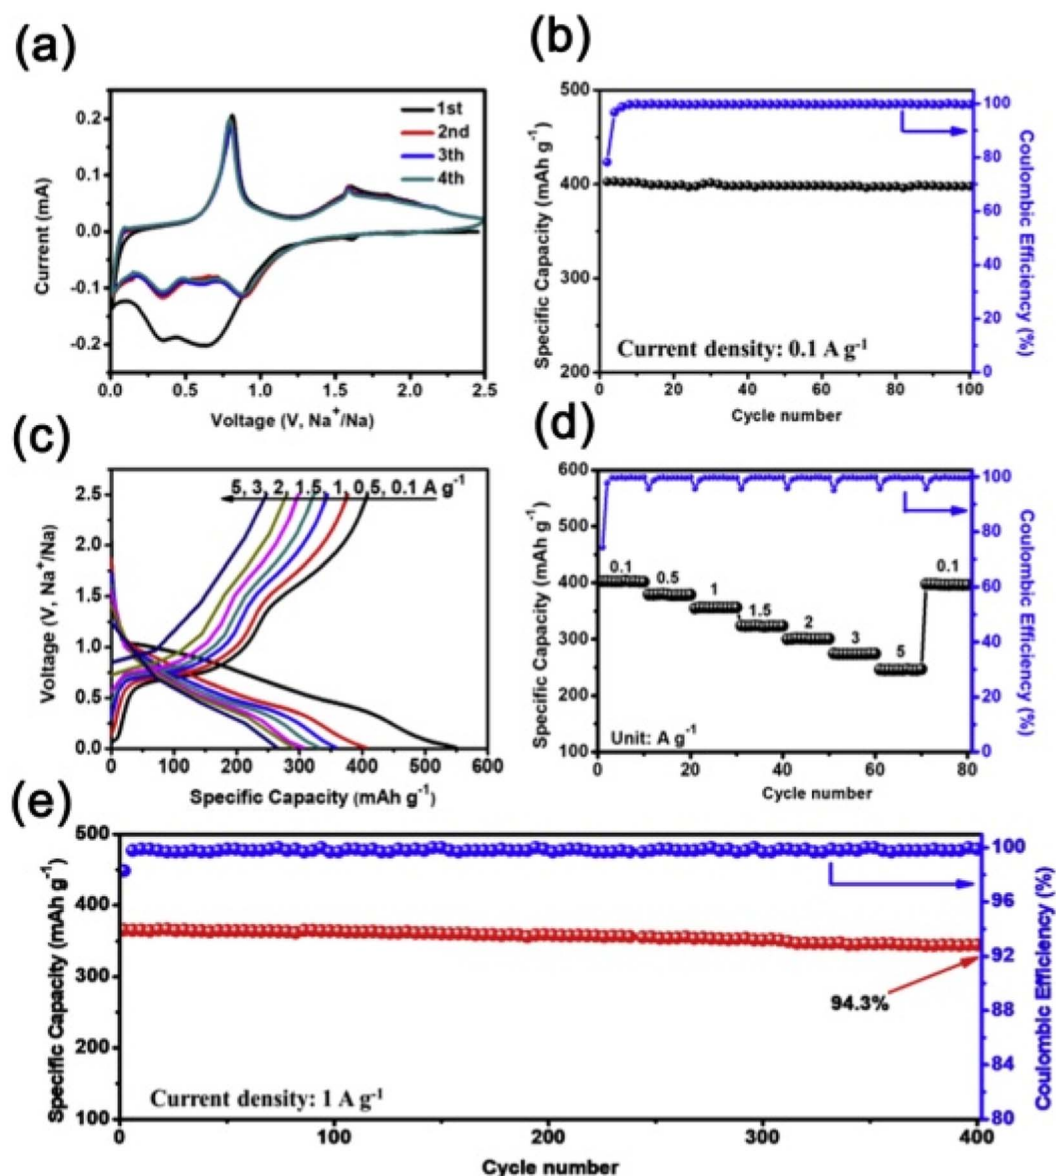 (a)
0.2
0.1
0.0
-0.1
-0.2
Current (mA)
1st
2nd
3th
4th
0.0 0.5 1.0 1.5 2.0 2.5
Voltage (V, Na⁺/Na)
(b)
500
400
300
200
Specific Capacity (mAh g⁻¹)
100
80
60
40
20
0
Coulombic Efficiency (%)
Current density: 0.1 A g⁻¹
0 20 40 60 80 100
Cycle number
(c)
5, 3, 2, 1.5, 1, 0.5, 0.1 A g⁻¹
2.5
2.0
1.5
1.0
0.5
0.0
Voltage (V, Na⁺/Na)
0 100 200 300 400 500 600
Specific Capacity (mAh g⁻¹)
(d)
600
500
400
300
200
100
Specific Capacity (mAh g⁻¹)
0.1
0.5
1
1.5
2
3
5
0.1
100
80
60
40
20
0
Coulombic Efficiency (%)
Unit: A g⁻¹
0 20 40 60 80
Cycle number
(e)
500
400
300
200
100
Specific Capacity (mAh g⁻¹)
100
96
92
88
84
80
Coulombic Efficiency (%)
94.3%
Current density: 1 A g⁻¹
0 100 200 300 400
Cycle number